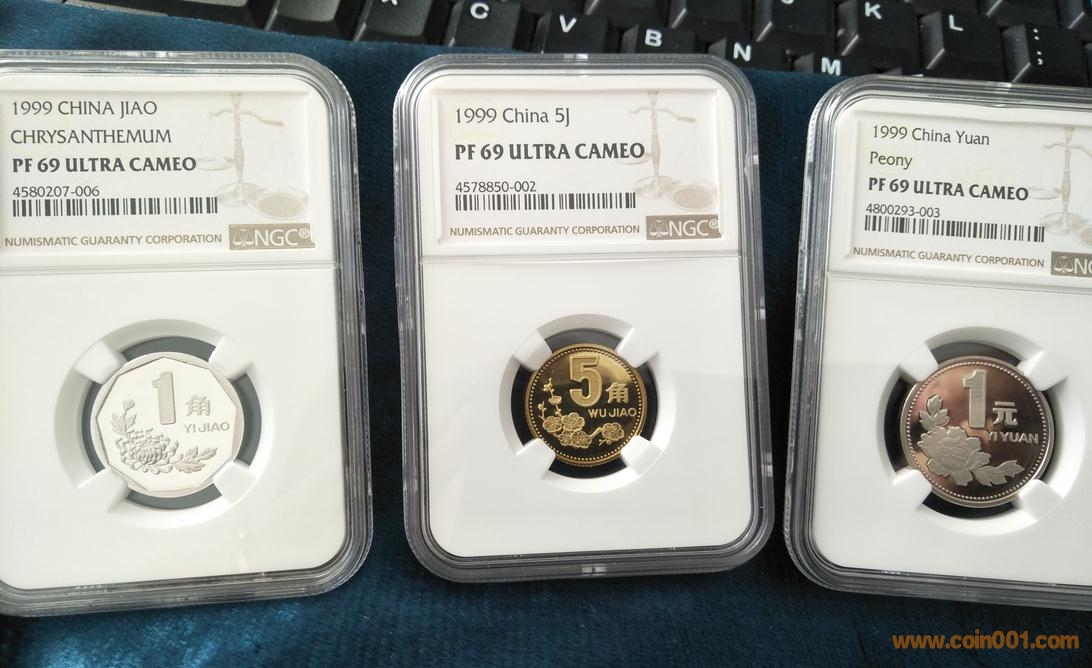 C
V
B
N
M
K
L
1999 CHINA JIAO
CHRYSANTHEMUM
PF 69 ULTRA CAMEO
4580207-006
NUMISMATIC GUARANTY CORPORATION NGC®
1角
YI JIAO
1999 China 5J
PF 69 ULTRA CAMEO
4578850-002
NUMISMATIC GUARANTY CORPORATION NGC®
5角
WU JIAO
1999 China Yuan
Peony
PF 69 ULTRA CAMEO
4800293-003
NUMISMATIC GUARANTY CORPORATION
1元
YI YUAN
www.coin001.com